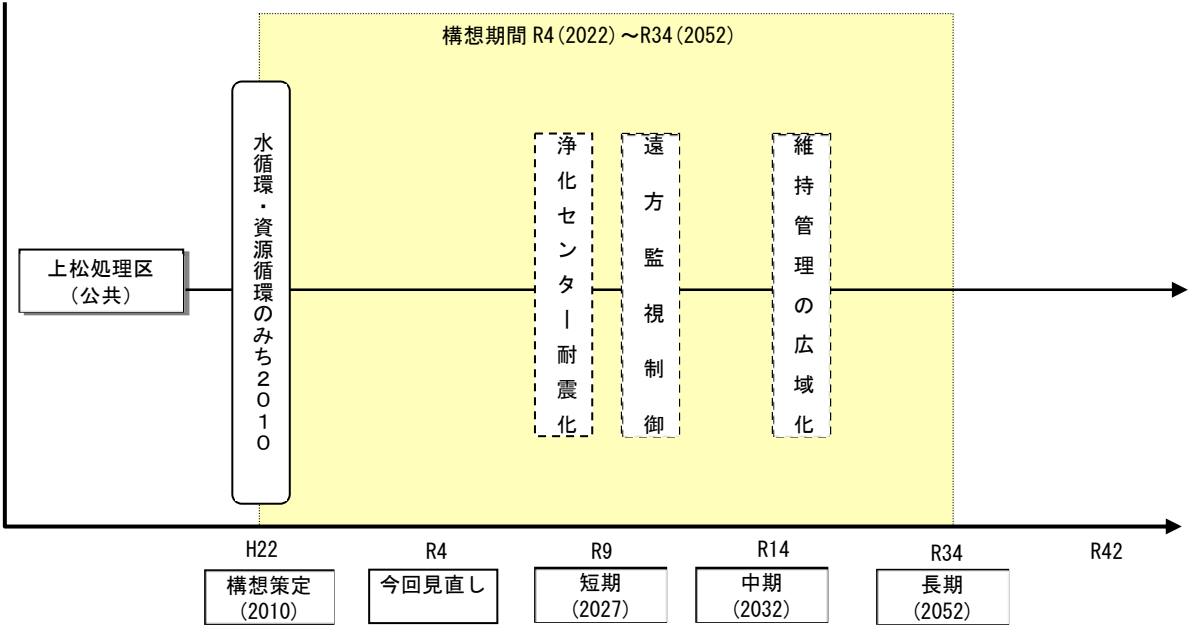 構想期間 R4(2022)～R34(2052)
水循環・資源循環のみち2010
浄化センター耐震化
遠方監視制御
維持管理の広域化
上松処理区
(公共)
H22
R4
R9
R14
R34
R42
構想策定
(2010)
今回見直し
短期
(2027)
中期
(2032)
長期
(2052)